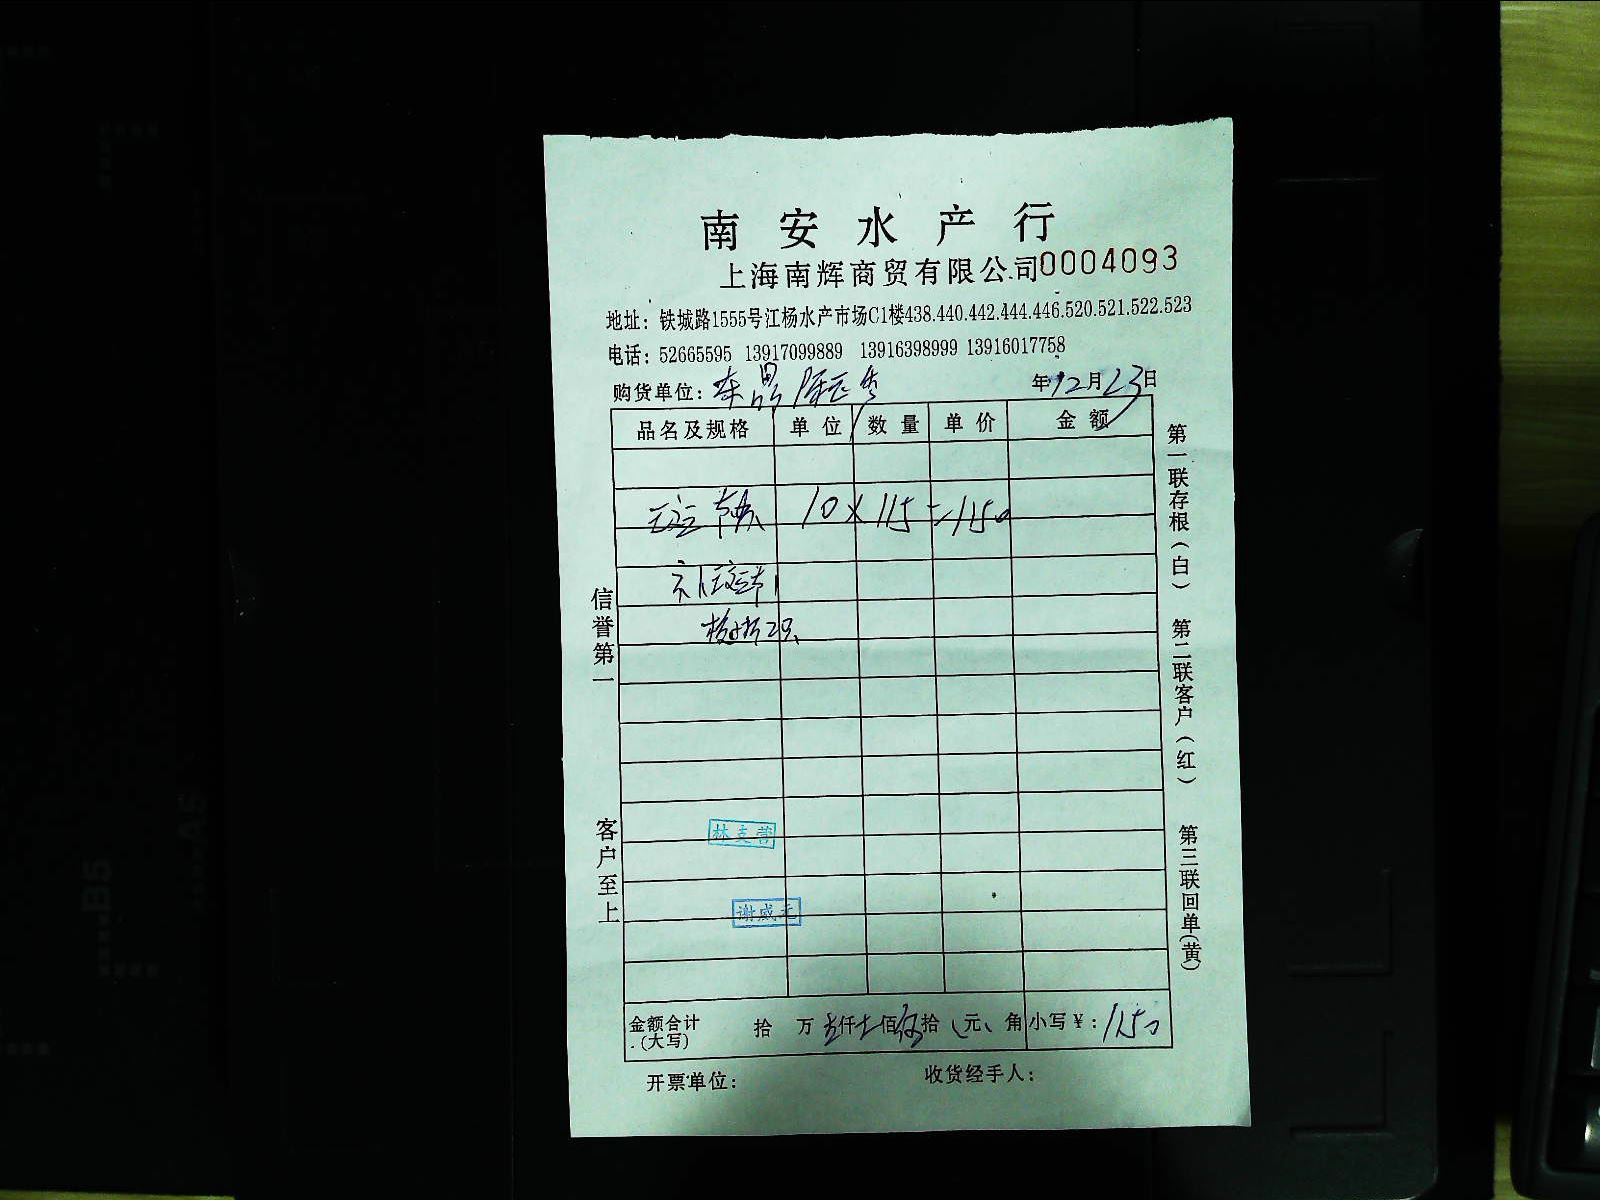 南安水产行
上海南辉商贸有限公司0004093
地址：铁城路1555号江杨水产市场C1楼438.440.442.444.446.520.521.522.523
电话：52665595 13917099889 13916398999 13916017758
购货单位： 年12月23日
品名及规格 单位 数量 单价 金额
10×115=1150
信誉第一
客户至上
林支营
谢威元
金额合计 拾 万 仟 佰 拾 元 角 小写￥：1150
(大写)
开票单位： 收货经手人：
第一联存根(白) 第二联客户(红) 第三联回单(黄)